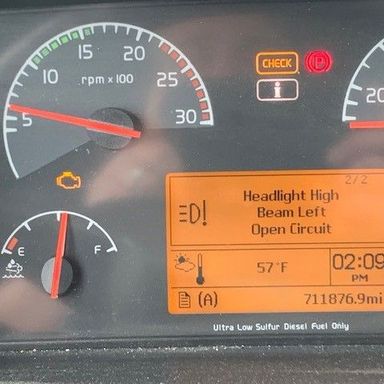 15
20
10
25
rpm x 100
5
30
CHECK
P
i
20
2/2
Headlight High
Beam Left
Open Circuit
E
F
57°F
02:09
PM
(A)
711876.9mi
Ultra Low Sulfur Diesel Fuel Only